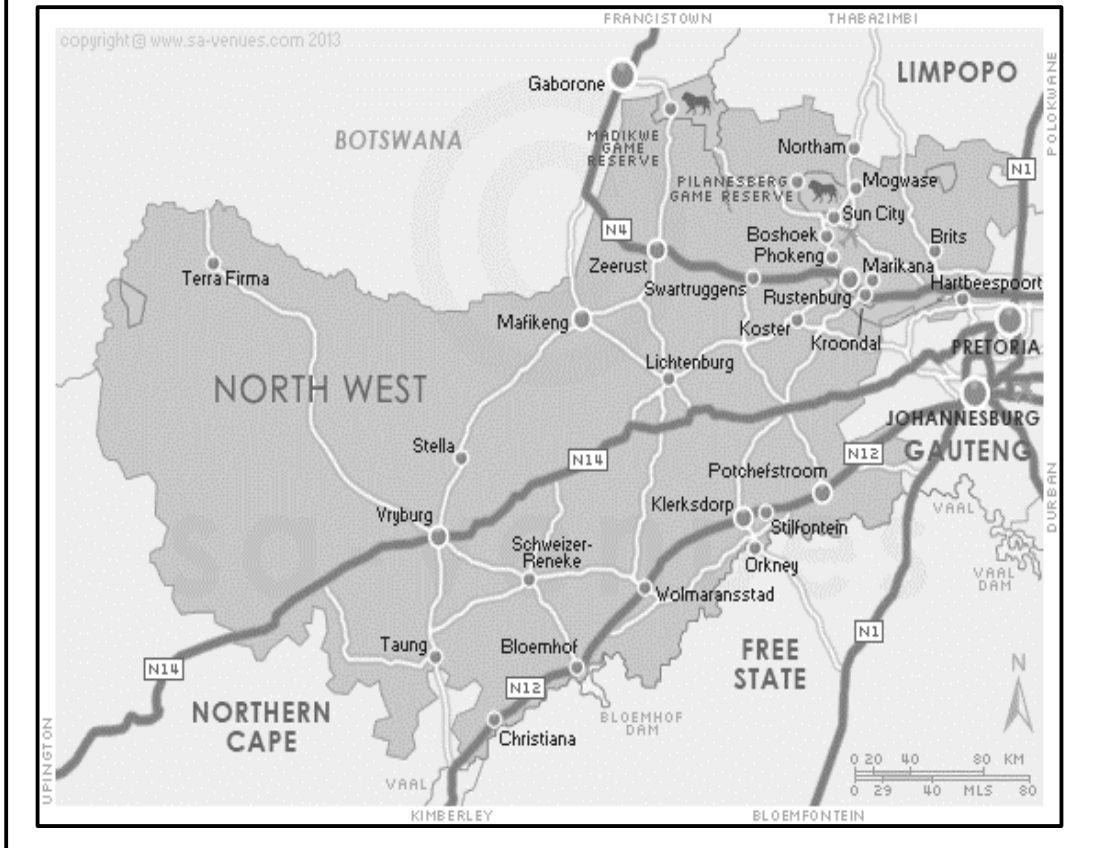 FRANCISTOWN
THABAZIMBI
copyright© www.sa-venues.com 2013
POLOKWANE
LIMPOPO
Gaborone
BOTSWANA
MADIKWE
GAME
RESERVE
Northam
N1
PILANESBERG
GAME RESERVE
Mogwase
Sun City
N4
Boshoek
Brits
Phokeng
Zeerust
Marikana
Terra Firma
Swartruggens
Hartbeespoort
Rustenburg
Mafikeng
Koster
Kroondal
PRETORIA
Lichtenburg
NORTH WEST
JOHANNESBURG
GAUTENG
Stella
N14
N12
Potchefstroom
DURBAN
Klerksdorp
VAAL
Vryburg
Stilfontein
Schweizer-
Reneke
Orkney
VAAL
DAM
Wolmaransstad
N1
Taung
Bloemhof
FREE
STATE
N
N14
N12
NORTHERN
CAPE
BLOEMHOF
DAM
Christiana
UPINGTON
VAAL
0 20 40 80 KM
0 29 40 MLS 80
KIMBERLEY
BLOEMFONTEIN